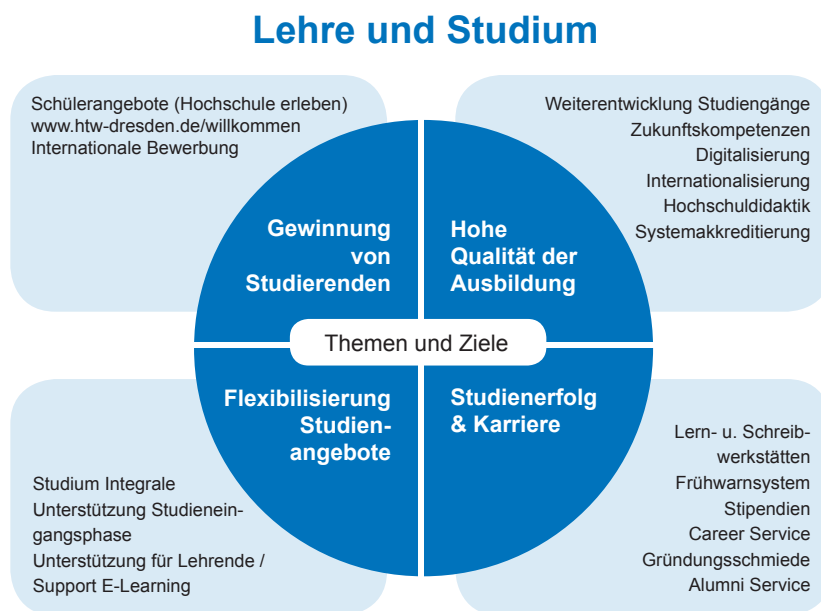 Lehre und Studium
Schülerangebote (Hochschule erleben)
www.htw-dresden.de/willkommen
Internationale Bewerbung
Weiterentwicklung Studiengänge
Zukunftskompetenzen
Digitalisierung
Internationalisierung
Hochschuldidaktik
Systemakkreditierung
Gewinnung
von
Studierenden
Hohe
Qualität der
Ausbildung
Themen und Ziele
Flexibilisierung
Studien-
angebote
Studienerfolg
& Karriere
Studium Integrale
Unterstützung Studienein-
gangsphase
Unterstützung für Lehrende /
Support E-Learning
Lern- u. Schreib-
werkstätten
Frühwarnsystem
Stipendien
Career Service
Gründungsschmiede
Alumni Service